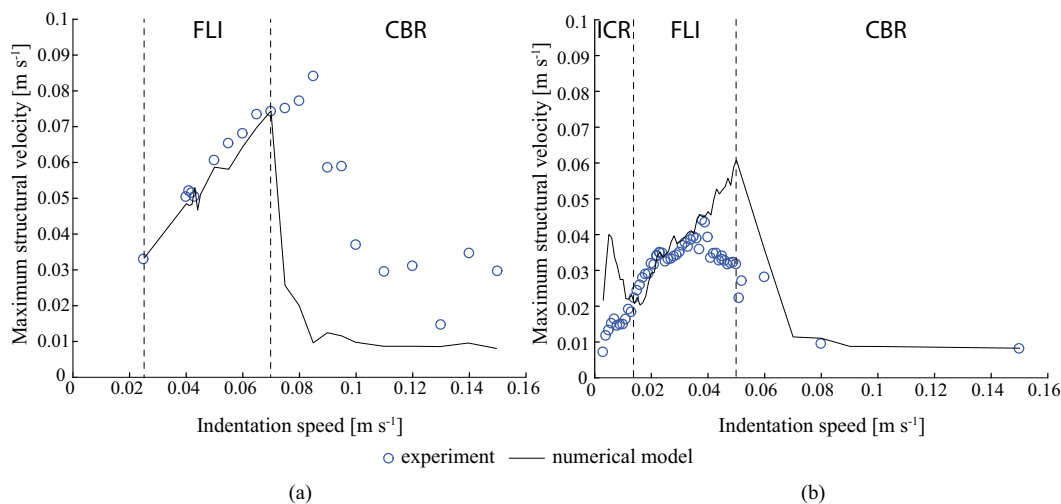 FLI CBR
Maximum structural velocity [m s-1]
0.1
0.09
0.08
0.07
0.06
0.05
0.04
0.03
0.02
0.01
0
0 0.02 0.04 0.06 0.08 0.1 0.12 0.14 0.16
Indentation speed [m s-1]
(a)
ICR FLI CBR
Maximum structural velocity [m s-1]
0.1
0.09
0.08
0.07
0.06
0.05
0.04
0.03
0.02
0.01
0
0 0.02 0.04 0.06 0.08 0.1 0.12 0.14 0.16
Indentation speed [m s-1]
experiment numerical model
(b)